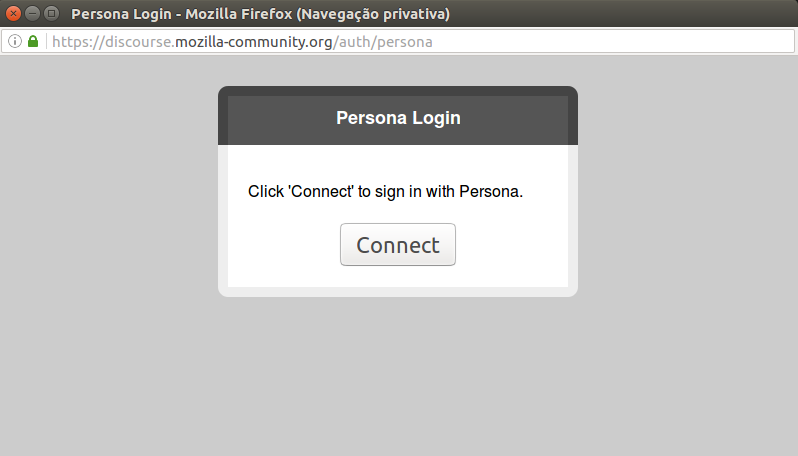 Persona Login - Mozilla Firefox (Navegação privativa)
https://discourse.mozilla-community.org/auth/persona
Persona Login
Click 'Connect' to sign in with Persona.
Connect